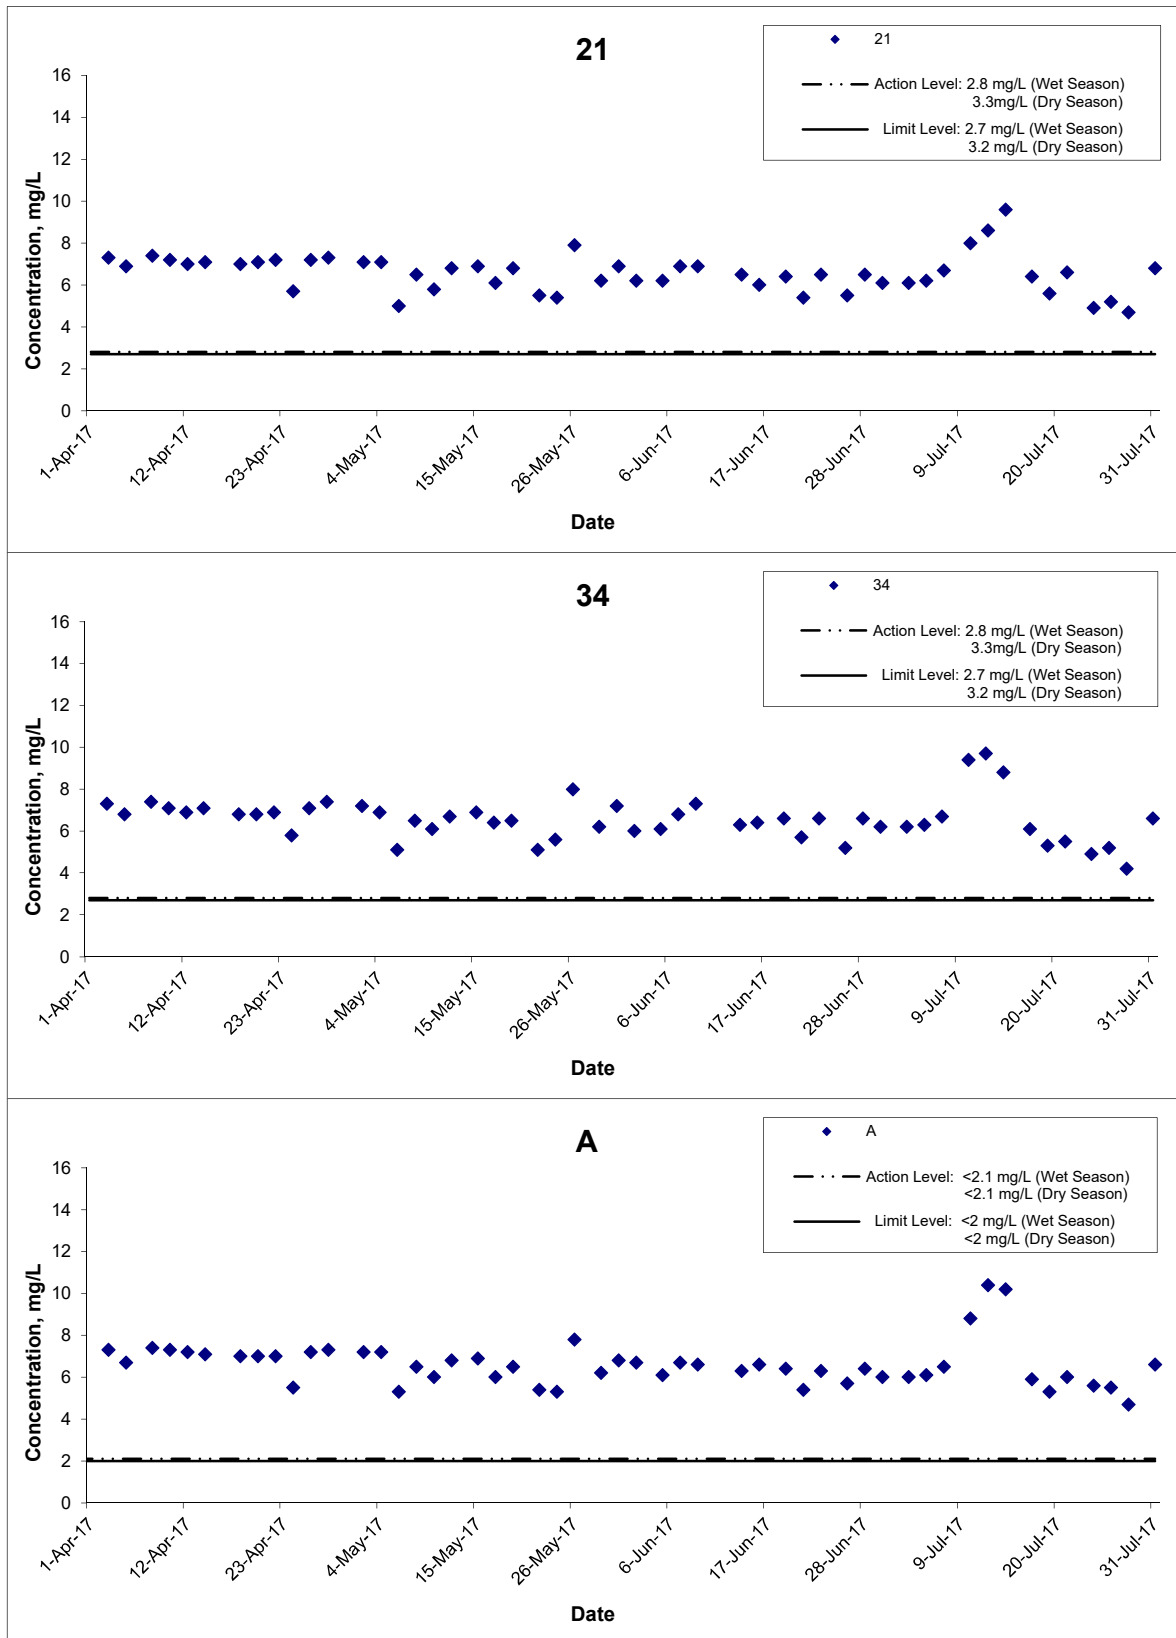 21
21
Action Level: 2.8 mg/L (Wet Season)
3.3mg/L (Dry Season)
Limit Level: 2.7 mg/L (Wet Season)
3.2 mg/L (Dry Season)
Concentration, mg/L
16
14
12
10
8
6
4
2
0
1-Apr-17
12-Apr-17
23-Apr-17
4-May-17
15-May-17
26-May-17
6-Jun-17
17-Jun-17
28-Jun-17
9-Jul-17
20-Jul-17
31-Jul-17
Date
34
34
Action Level: 2.8 mg/L (Wet Season)
3.3mg/L (Dry Season)
Limit Level: 2.7 mg/L (Wet Season)
3.2 mg/L (Dry Season)
Concentration, mg/L
16
14
12
10
8
6
4
2
0
1-Apr-17
12-Apr-17
23-Apr-17
4-May-17
15-May-17
26-May-17
6-Jun-17
17-Jun-17
28-Jun-17
9-Jul-17
20-Jul-17
31-Jul-17
Date
A
A
Action Level: <2.1 mg/L (Wet Season)
<2.1 mg/L (Dry Season)
Limit Level: <2 mg/L (Wet Season)
<2 mg/L (Dry Season)
Concentration, mg/L
16
14
12
10
8
6
4
2
0
1-Apr-17
12-Apr-17
23-Apr-17
4-May-17
15-May-17
26-May-17
6-Jun-17
17-Jun-17
28-Jun-17
9-Jul-17
20-Jul-17
31-Jul-17
Date